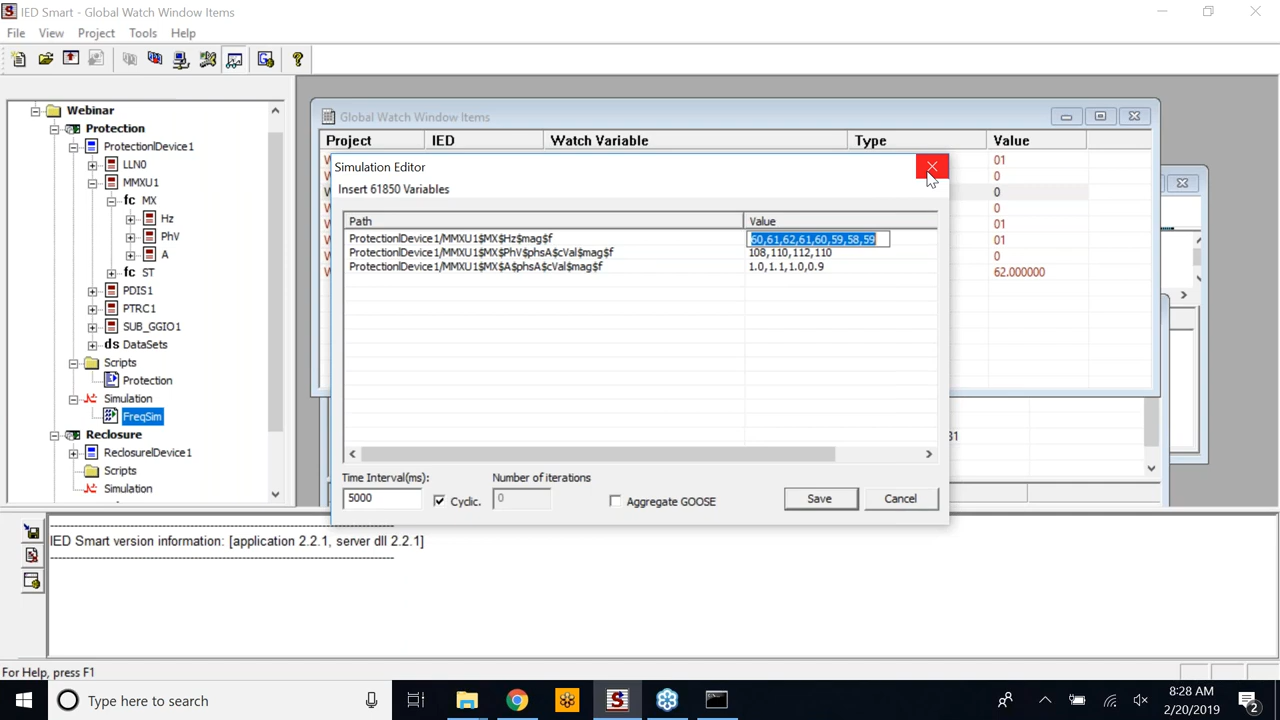 IED Smart - Global Watch Window Items
File View Project Tools Help
Webinar
Protection
ProtectionIDevice1
LLN0
MMXU1
fc MX
Hz
PhV
A
fc ST
PDIS1
PTRC1
SUB_GGIO1
ds DataSets
Scripts
Protection
Simulation
FreqSim
Reclosure
ReclosureIDevice1
Scripts
Simulation
Global Watch Window Items
Project IED Watch Variable Type Value
01
0
0
0
01
01
0
62.000000
31
Simulation Editor
Insert 61850 Variables
Path Value
ProtectionIDevice1/MMXU1$MX$Hz$mag$f 60,61,62,61,60,59,58,59
ProtectionIDevice1/MMXU1$MX$PhV$phsA$cVal$mag$f 108,110,112,110
ProtectionIDevice1/MMXU1$MX$A$phsA$cVal$mag$f 1.0,1.1,1.0,0.9
Time Interval(ms): Number of iterations
5000 Cyclic. 0 Aggregate GOOSE Save Cancel
IED Smart version information: [application 2.2.1, server dll 2.2.1]
For Help, press F1
Type here to search
8:28 AM
2/20/2019
2